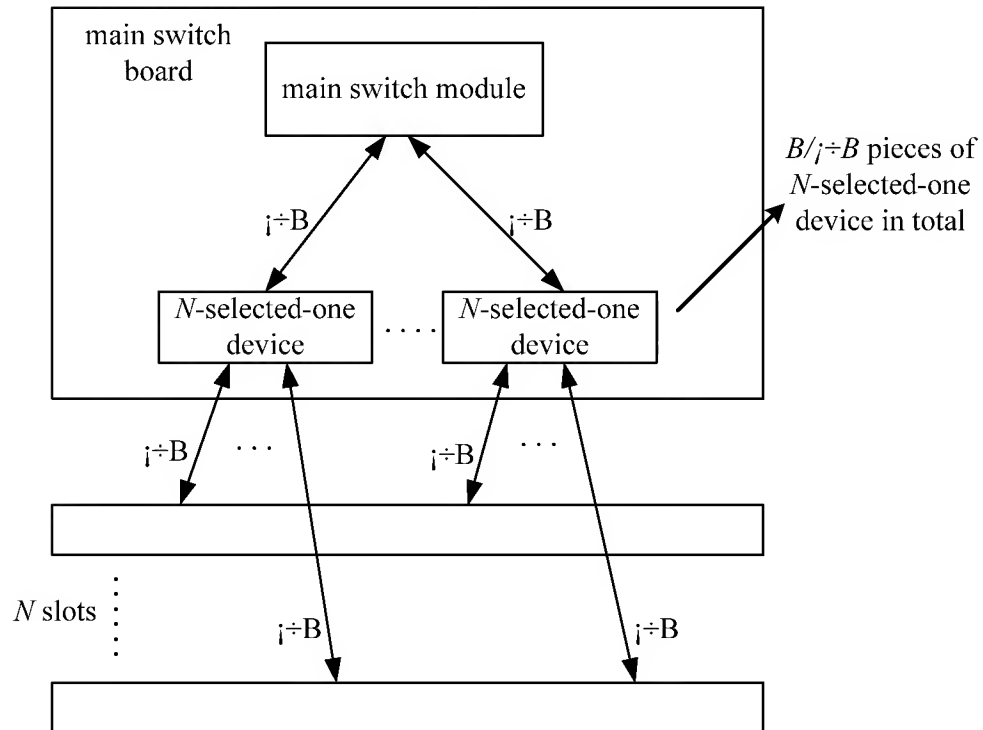 main switch
board
main switch module
B/¡÷B pieces of
N-selected-one
device in total
¡÷B
¡÷B
N-selected-one
device
....
N-selected-one
device
¡÷B
...
¡÷B
...
N slots
¡÷B
¡÷B